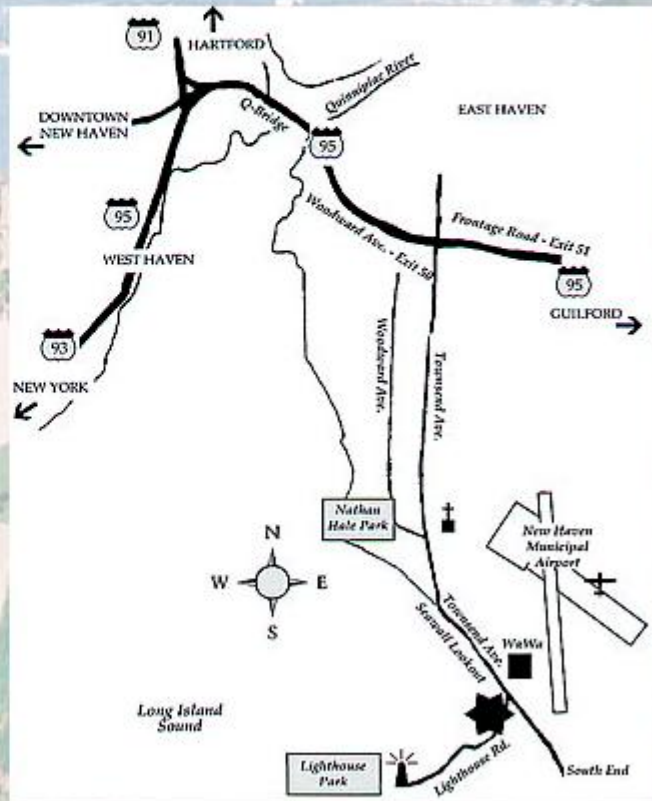 91
HARTFORD
Quinnipiac River
EAST HAVEN
DOWNTOWN
NEW HAVEN
Q-Bridge
95
95
Woodward Ave. - Exit 50
Frontage Road - Exit 51
WEST HAVEN
95
GUILFORD
93
NEW YORK
Woodward Ave.
Townsend Ave.
Nathan
Hale Park
New Haven
Municipal
Airport
N
W E
S
Townsend Ave.
Seawall Lookout
WaWa
Long Island
Sound
Lighthouse
Park
Lighthouse Rd.
South End